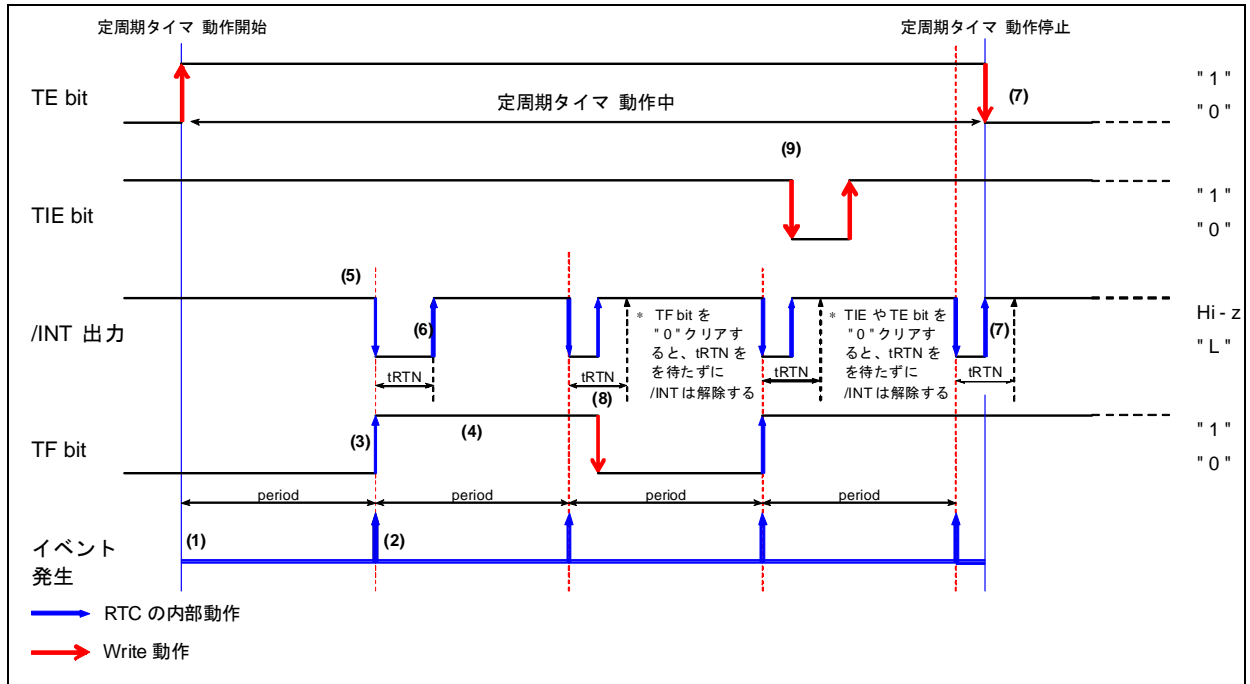 定周期タイマ 動作開始
定周期タイマ 動作停止
TE bit
定周期タイマ 動作中
(7)
" 1 "
" 0 "
(9)
TIE bit
" 1 "
" 0 "
(5)
/INT 出力
(6)
tRTN
tRTN
(8)
* TF bit を
"0"クリアす
ると、tRTN を
を待たずに
/INT は解除する
tRTN
* TIE や TE bit を
"0"クリアす
ると、tRTN を
を待たずに
/INT は解除する
(7)
tRTN
Hi - z
" L "
TF bit
(3)
(4)
" 1 "
" 0 "
period
period
period
period
イベント
発生
(1)
(2)
RTC の内部動作
Write 動作